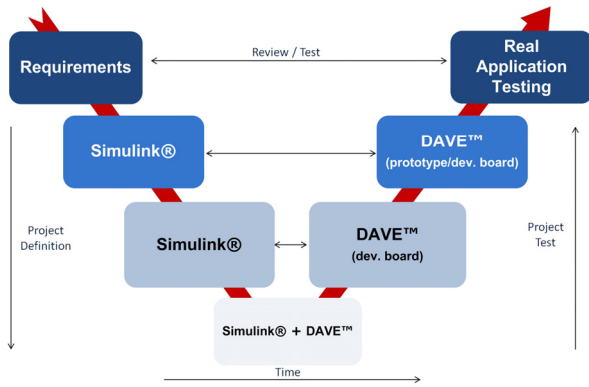 Requirements
Review / Test
Real
Application
Testing
Simulink®
DAVE™
(prototype/dev. board)
Project
Definition
Simulink®
DAVE™
(dev. board)
Project
Test
Simulink® + DAVE™
Time